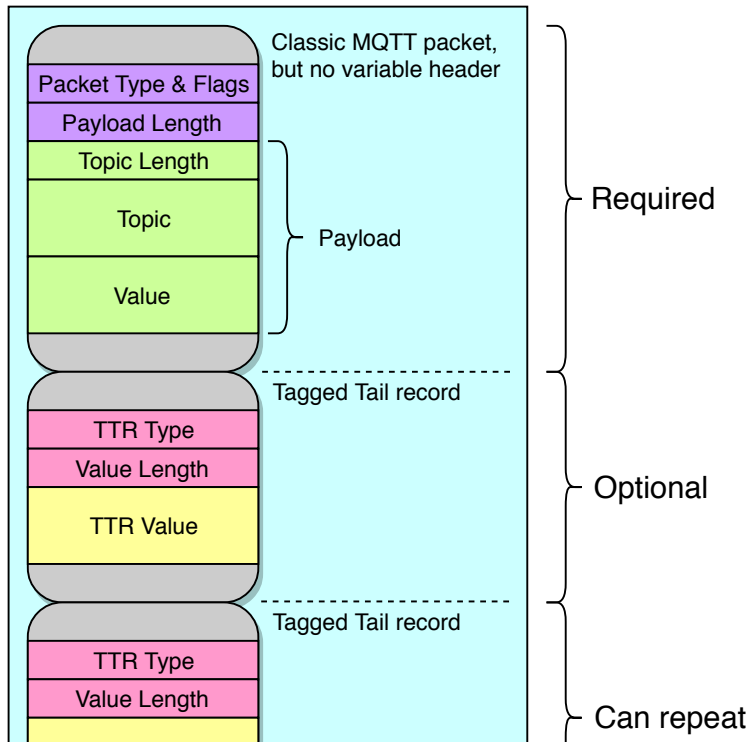 Classic MQTT packet,
but no variable header
Packet Type & Flags
Payload Length
Topic Length
Topic
Value
Payload
Required
Tagged Tail record
TTR Type
Value Length
TTR Value
Optional
Tagged Tail record
TTR Type
Value Length
Can repeat